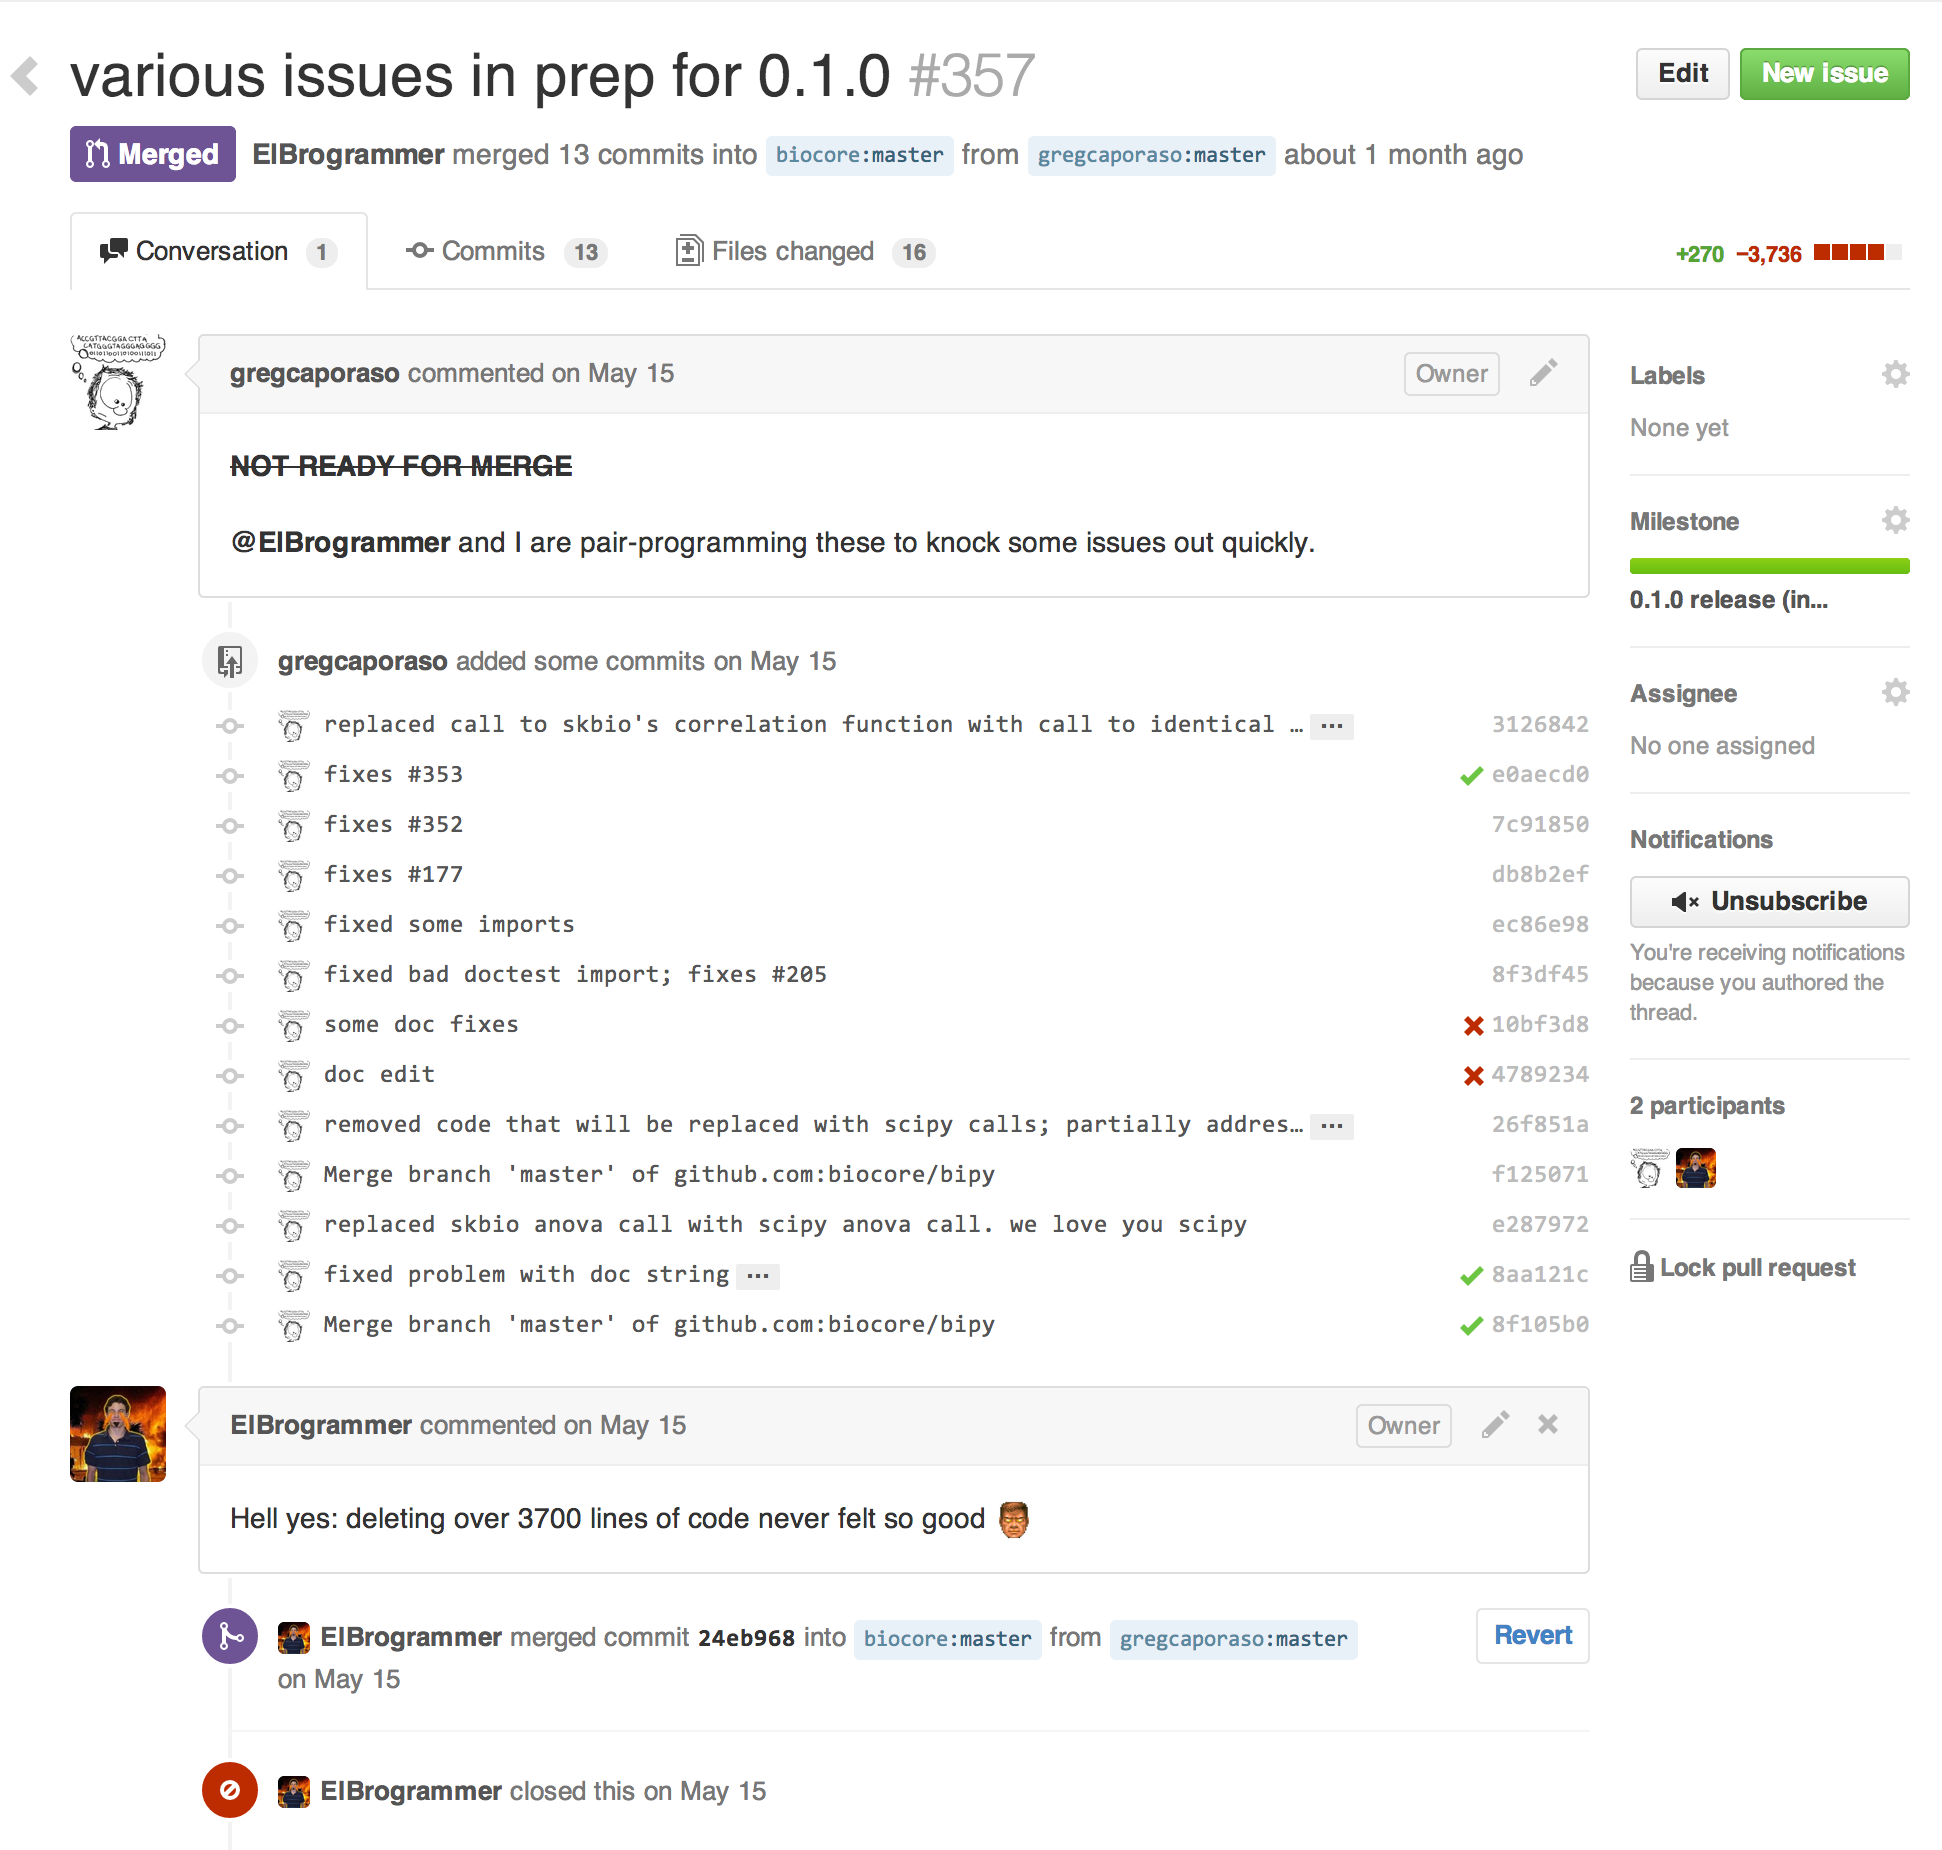 various issues in prep for 0.1.0 #357
Edit
New issue
Merged
ElBrogrammer merged 13 commits into biocore:master from gregcaporaso:master about 1 month ago
Conversation 1
Commits 13
Files changed 16
+270 −3,736
gregcaporaso commented on May 15
Owner
NOT READY FOR MERGE
@ElBrogrammer and I are pair-programming these to knock some issues out quickly.
gregcaporaso added some commits on May 15
replaced call to skbio's correlation function with call to identical … ... 3126842
fixes #353 e0aecd0
fixes #352 7c91850
fixes #177 db8b2ef
fixed some imports ec86e98
fixed bad doctest import; fixes #205 8f3df45
some doc fixes 10bf3d8
doc edit 4789234
removed code that will be replaced with scipy calls; partially addres… ... 26f851a
Merge branch 'master' of github.com:biocore/bipy f125071
replaced skbio anova call with scipy anova call. we love you scipy e287972
fixed problem with doc string ... 8aa121c
Merge branch 'master' of github.com:biocore/bipy 8f105b0
ElBrogrammer commented on May 15
Owner
Hell yes: deleting over 3700 lines of code never felt so good
ElBrogrammer merged commit 24eb968 into biocore:master from gregcaporaso:master
on May 15
Revert
ElBrogrammer closed this on May 15
Labels
None yet
Milestone
0.1.0 release (in...
Assignee
No one assigned
Notifications
Unsubscribe
You're receiving notifications
because you authored the
thread.
2 participants
Lock pull request